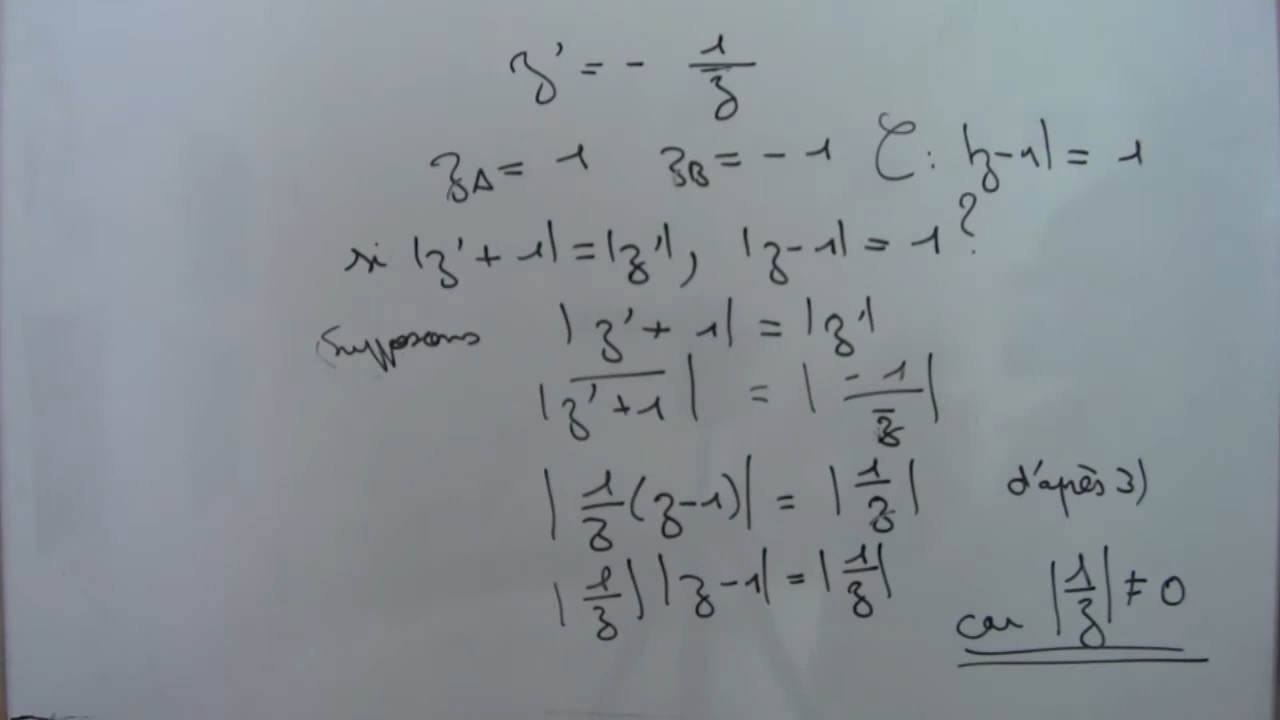 z' = - 1/z̅
z_A = 1 z_B = -1 C : |z-1| = 1
si |z'+1| = |z'|, |z-1| = 1 ?
Supposons |z'+1| = |z'|
|\overline{z'+1}| = |-1/z̅|
|1/z (z-1)| = |1/z| d'après 3)
|1/z| |z-1| = |1/z|
car |1/z| ≠ 0